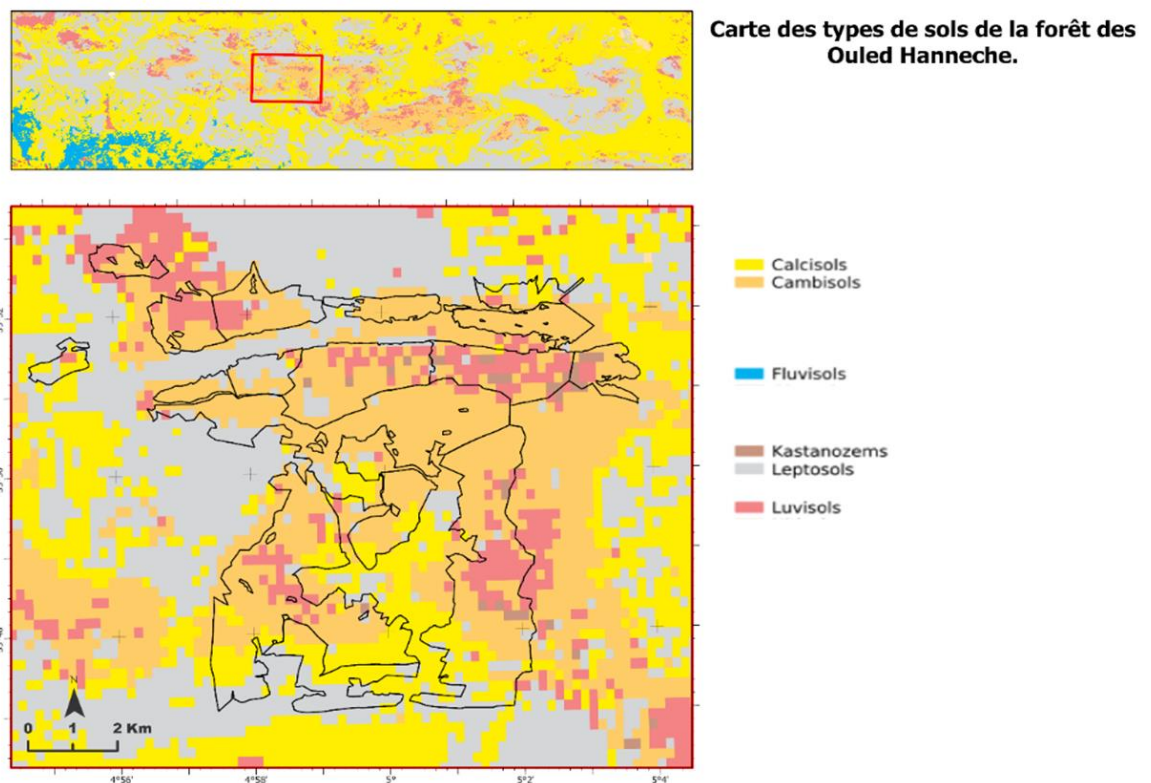 Carte des types de sols de la forêt des
Ouled Hanneche.
Calcisols
Cambisols
Fluvisols
Kastanozems
Leptosols
Luvisols
N
0 1 2 Km
4°56' 4°58' 5° 5°2' 5°4'